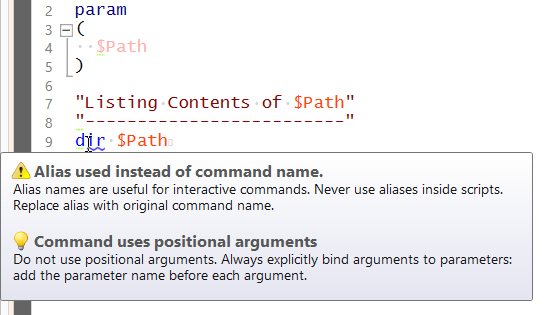 2 param
3 (
4 $Path
5 )
6
7 "Listing Contents of $Path"
8 "--------------------------"
9 dir $Path
Alias used instead of command name.
Alias names are useful for interactive commands. Never use aliases inside scripts.
Replace alias with original command name.
Command uses positional arguments
Do not use positional arguments. Always explicitly bind arguments to parameters:
add the parameter name before each argument.